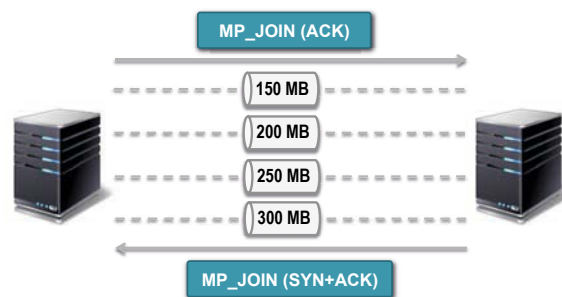 MP_JOIN (ACK)
150 MB
200 MB
250 MB
300 MB
MP_JOIN (SYN+ACK)